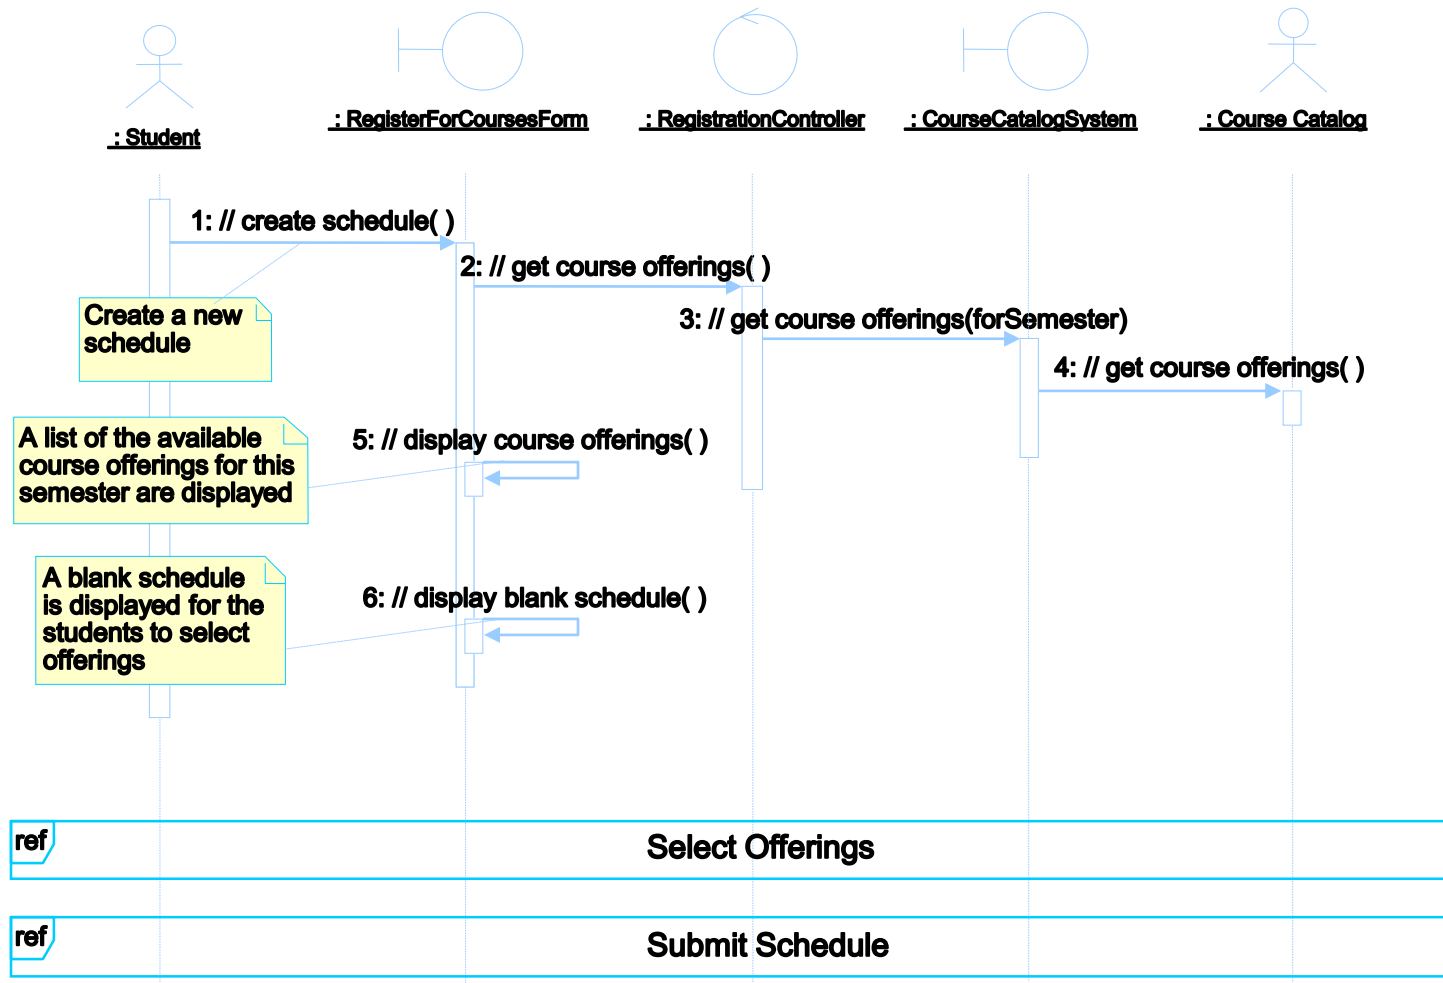 : Student
: RegisterForCoursesForm
: RegistrationController
: CourseCatalogSystem
: Course Catalog
1: // create schedule( )
2: // get course offerings( )
3: // get course offerings(forSemester)
4: // get course offerings( )
Create a new
schedule
5: // display course offerings( )
A list of the available
course offerings for this
semester are displayed
6: // display blank schedule( )
A blank schedule
is displayed for the
students to select
offerings
ref
Select Offerings
ref
Submit Schedule